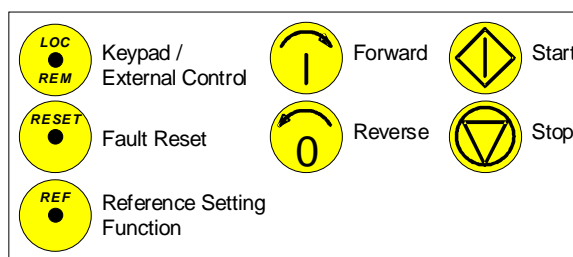 LOC
REM
Keypad /
External Control
Forward
Start
RESET
Fault Reset
0
Reverse
Stop
REF
Reference Setting
Function